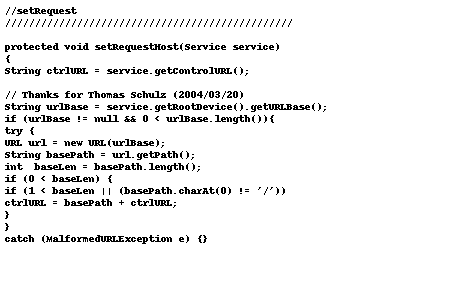 //setRequest
////////////////////////////////////////////////
protected void setRequestHost(Service service)
{
String ctrlURL = service.getControlURL();
// Thanks for Thomas Schulz (2004/03/20)
String urlBase = service.getRootDevice().getURLBase();
if (urlBase != null && 0 < urlBase.length()){
try {
URL url = new URL(urlBase);
String basePath = url.getPath();
int  baseLen = basePath.length();
if (0 < baseLen) {
if (1 < baseLen || (basePath.charAt(0) != '/'))
ctrlURL = basePath + ctrlURL;
}
}
catch (MalformedURLException e) {}